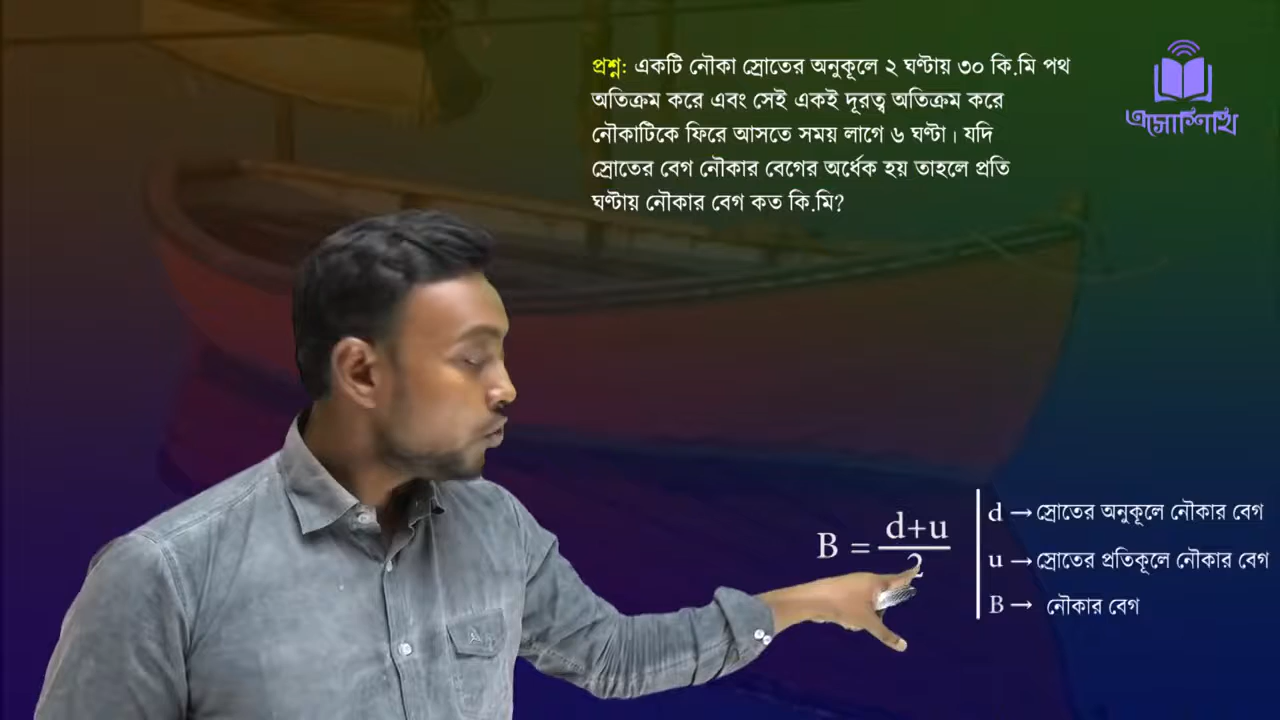 প্রশ্ন: একটি নৌকা স্রোতের অনুকূলে ২ ঘণ্টায় ৩০ কি.মি পথ
অতিক্রম করে এবং সেই একই দূরত্ব অতিক্রম করে
নৌকাটিকে ফিরে আসতে সময় লাগে ৬ ঘণ্টা। যদি
স্রোতের বেগ নৌকার বেগের অর্ধেক হয় তাহলে প্রতি
ঘণ্টায় নৌকার বেগ কত কি.মি?
এসোশিখি
B = d+u
2
d → স্রোতের অনুকূলে নৌকার বেগ
u → স্রোতের প্রতিকূলে নৌকার বেগ
B → নৌকার বেগ